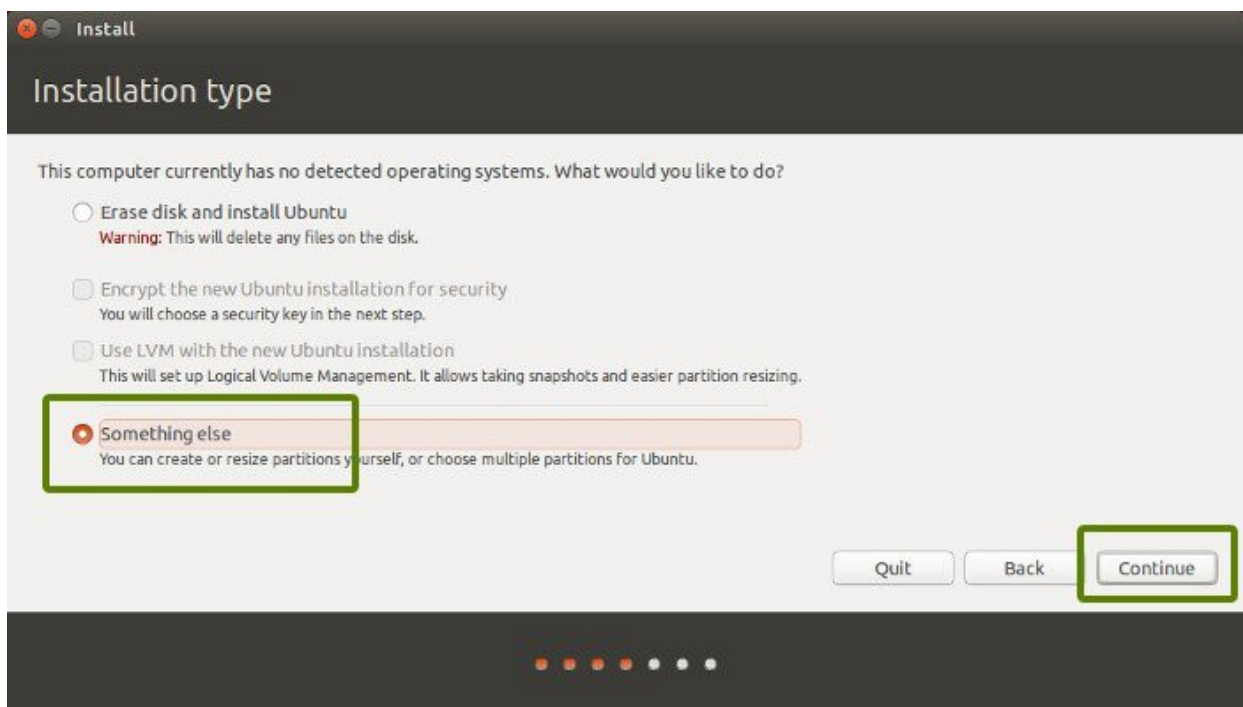 Install
Installation type
This computer currently has no detected operating systems. What would you like to do?
Erase disk and install Ubuntu
Warning: This will delete any files on the disk.
Encrypt the new Ubuntu installation for security
You will choose a security key in the next step.
Use LVM with the new Ubuntu installation
This will set up Logical Volume Management. It allows taking snapshots and easier partition resizing.
Something else
You can create or resize partitions yourself, or choose multiple partitions for Ubuntu.
Quit Back Continue